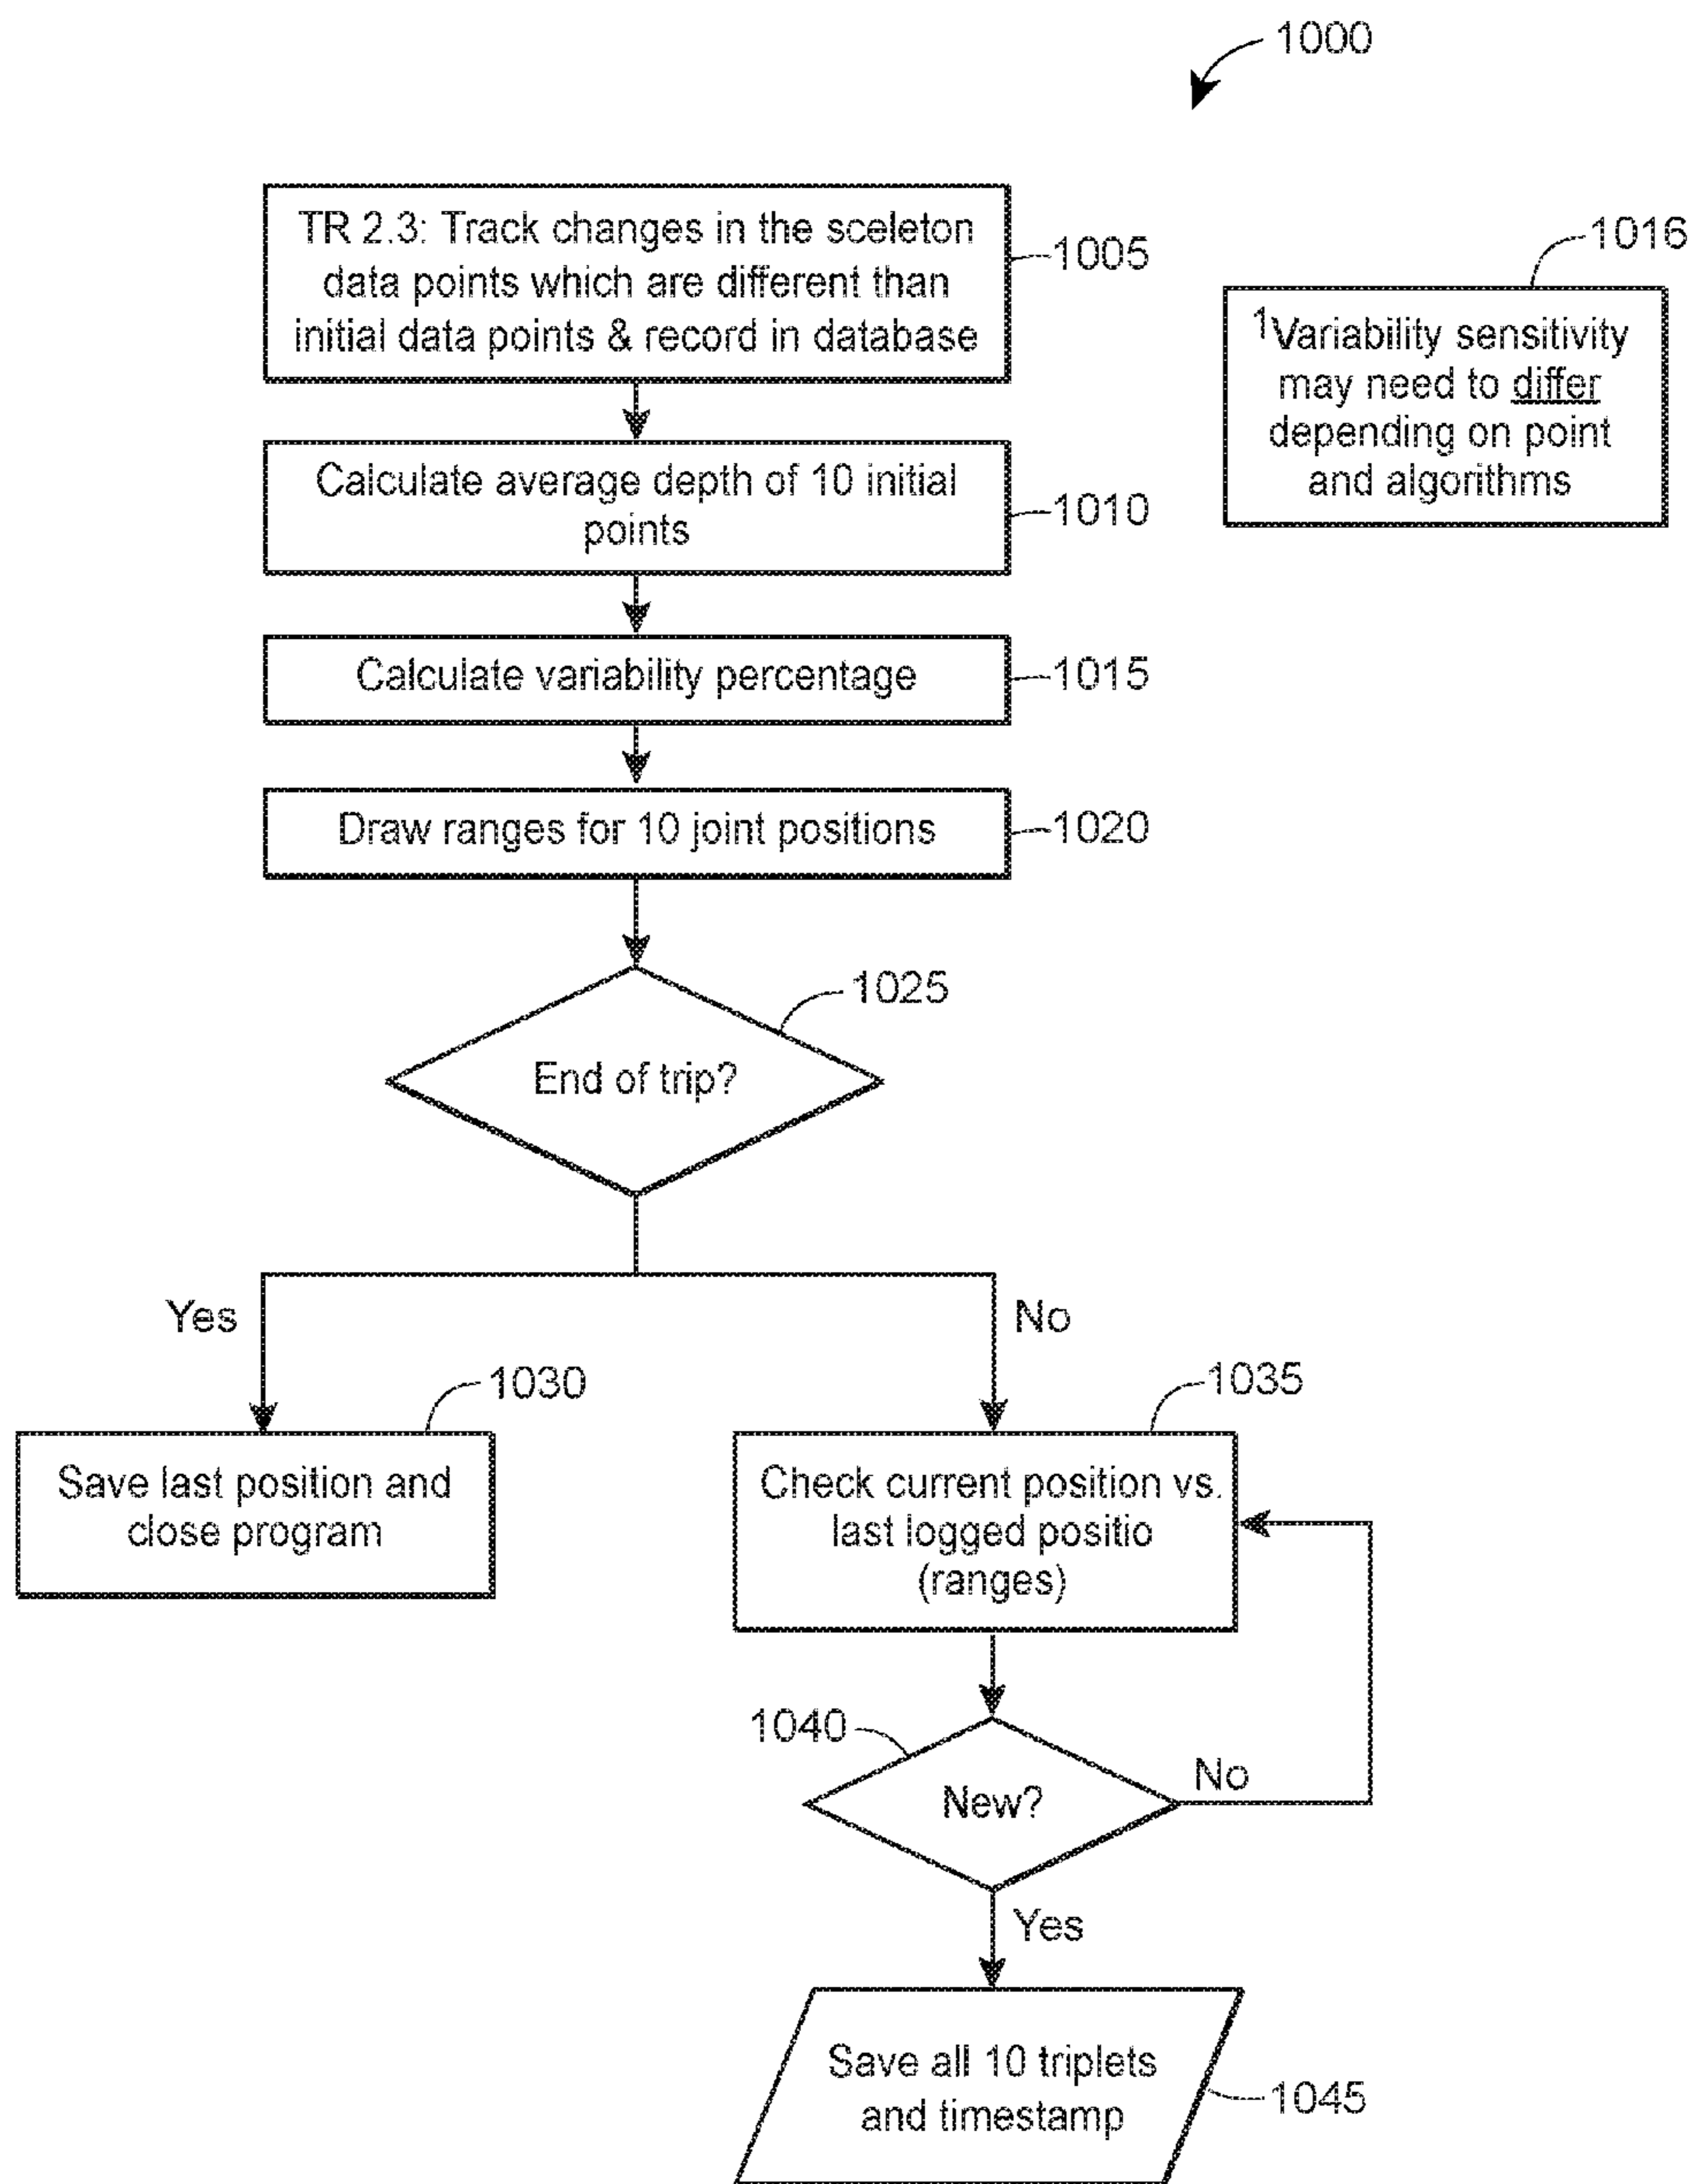 1000
TR 2.3: Track changes in the sceleton
data points which are different than
initial data points & record in database
1005
1016
1Variability sensitivity
may need to differ
depending on point
and algorithms
Calculate average depth of 10 initial
points
1010
Calculate variability percentage
1015
Draw ranges for 10 joint positions
1020
1025
End of trip?
Yes
No
1030
1035
Save last position and
close program
Check current position vs.
last logged positio
(ranges)
1040
New?
No
Yes
Save all 10 triplets
and timestamp
1045